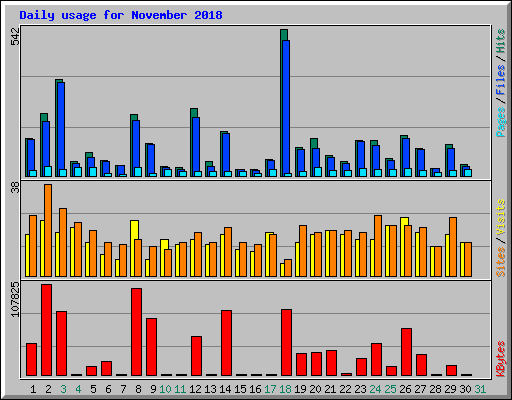 Daily usage for November 2018
542
Pages / Files / Hits
38
Sites / Visits
107825
KBytes
1 2 3 4 5 6 7 8 9 10 11 12 13 14 15 16 17 18 19 20 21 22 23 24 25 26 27 28 29 30 31